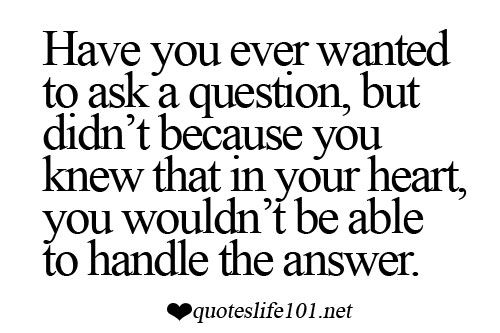 Have you ever wanted
to ask a question, but
didn't because you
knew that in your heart,
you wouldn't be able
to handle the answer.
❤quoteslife101.net